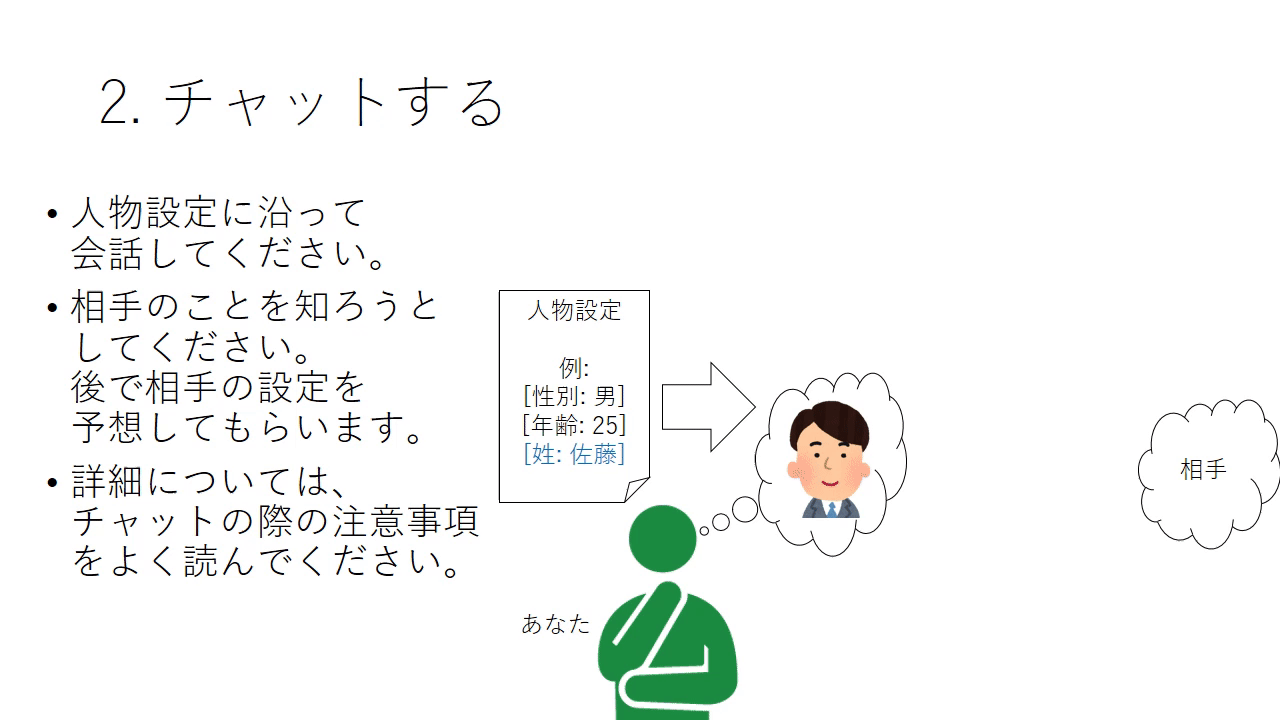 2. チャットする
• 人物設定に沿って
会話してください。
• 相手のことを知ろうと
してください。
後で相手の設定を
予想してもらいます。
• 詳細については、
チャットの際の注意事項
をよく読んでください。
人物設定
例:
[性別: 男]
[年齢: 25]
[姓: 佐藤]
あなた
相手